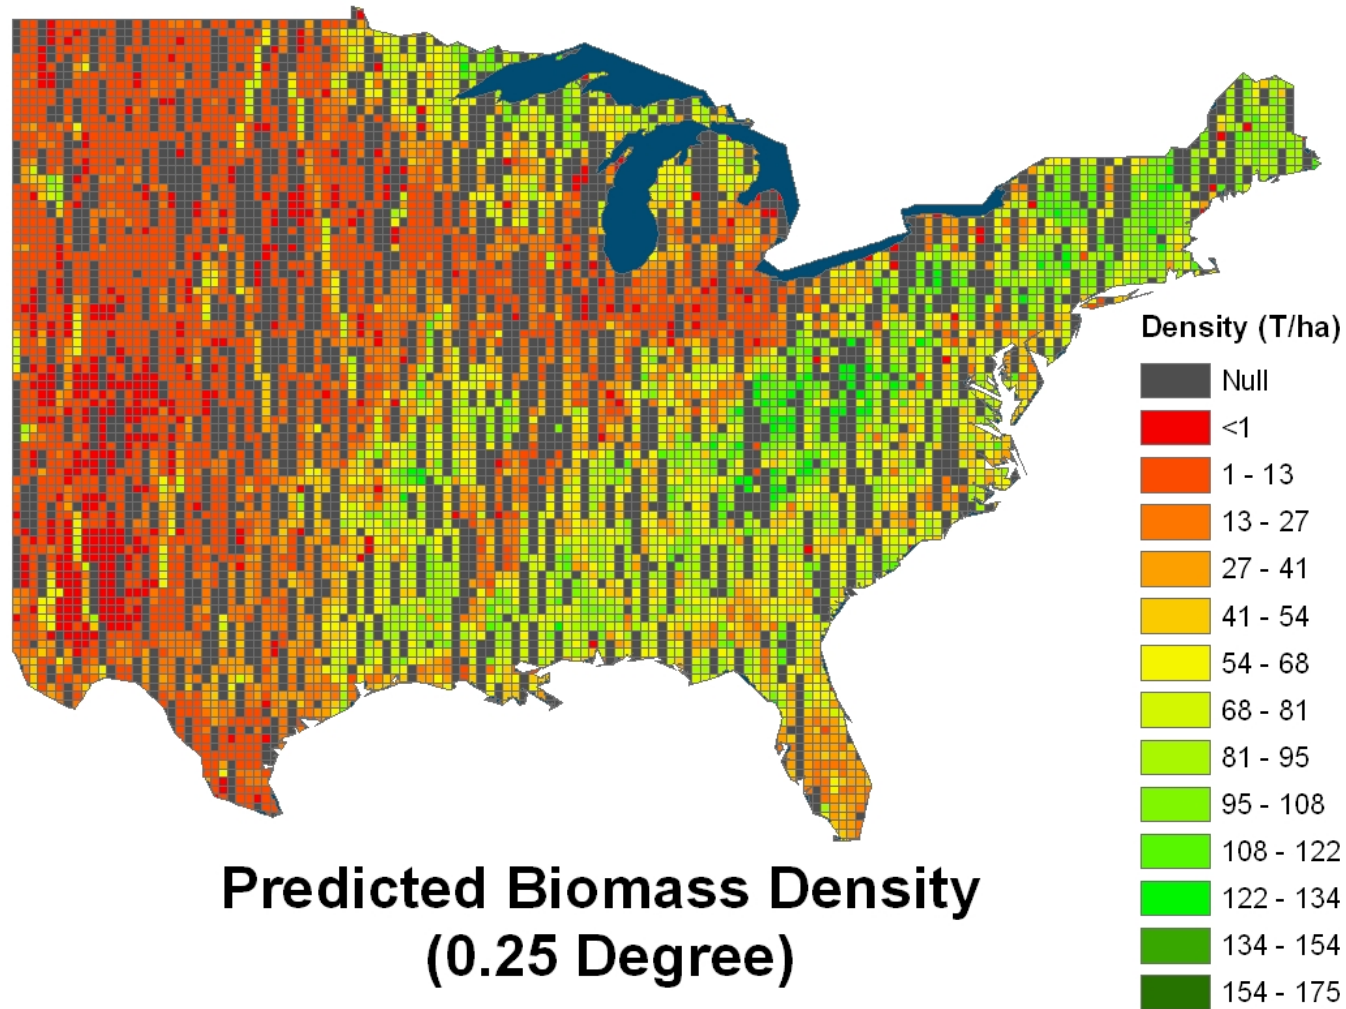 Density (T/ha)
Null
<1
1 - 13
13 - 27
27 - 41
41 - 54
54 - 68
68 - 81
81 - 95
95 - 108
108 - 122
122 - 134
134 - 154
154 - 175
Predicted Biomass Density
(0.25 Degree)